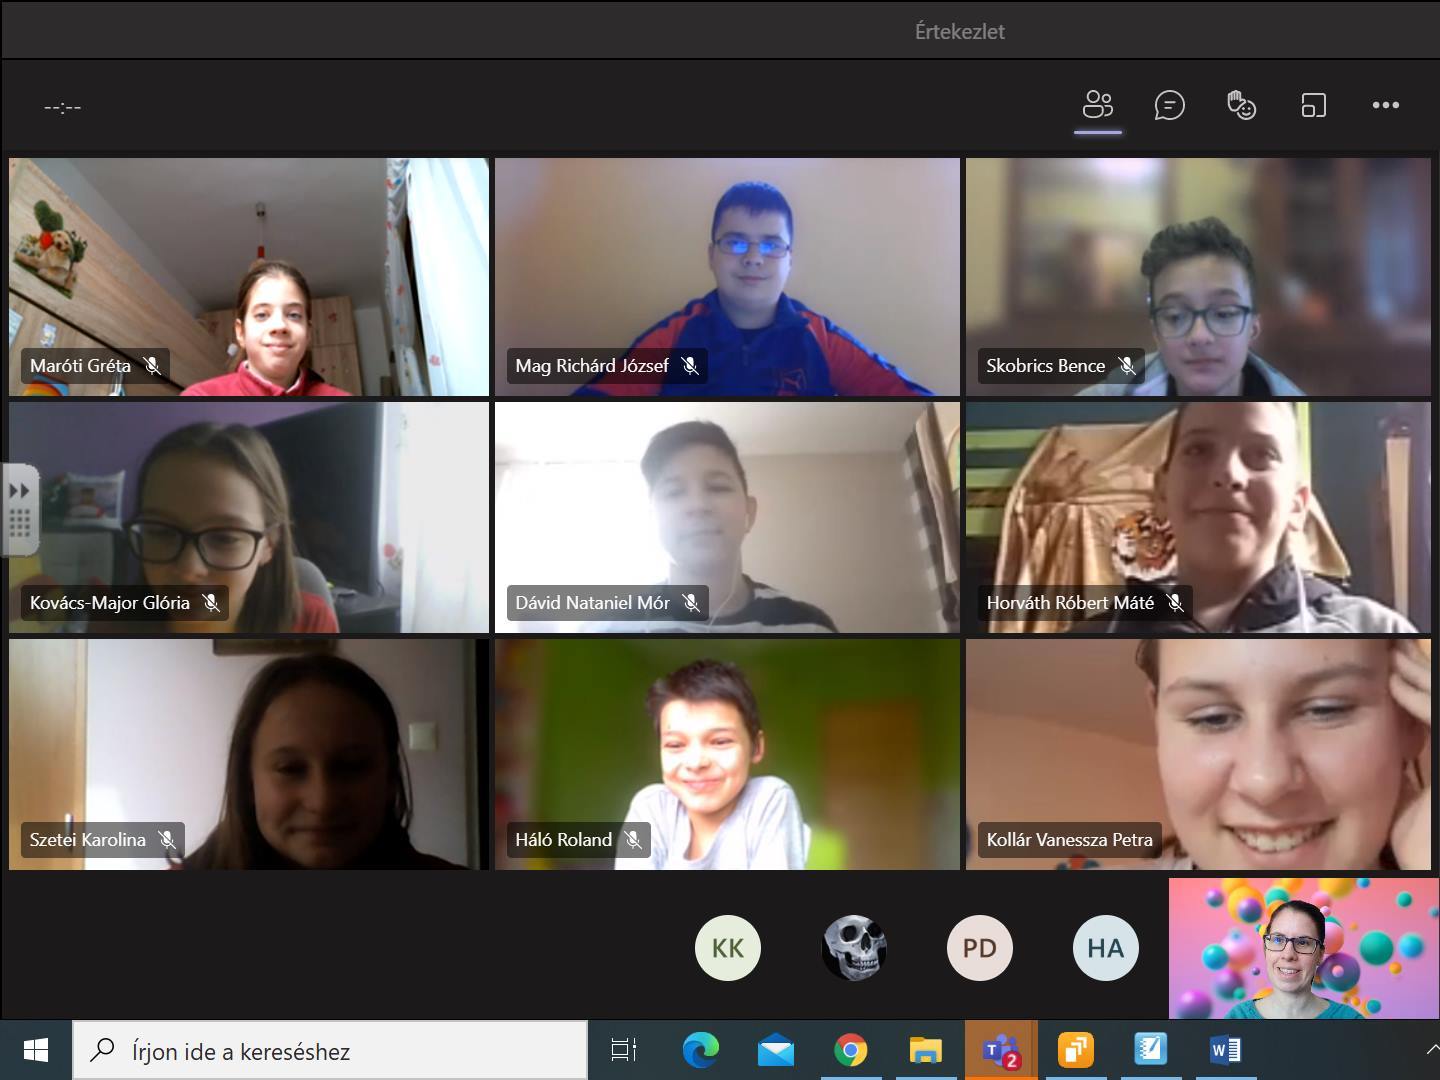 Értekezlet
--:--
Maróti Gréta
Mag Richárd József
Skobrics Bence
Kovács-Major Glória
Dávid Nataniel Mór
Horváth Róbert Máté
Szetei Karolina
Háló Roland
Kollár Vanessza Petra
KK
PD
HA
Írjon ide a kereséshez
T
2
W